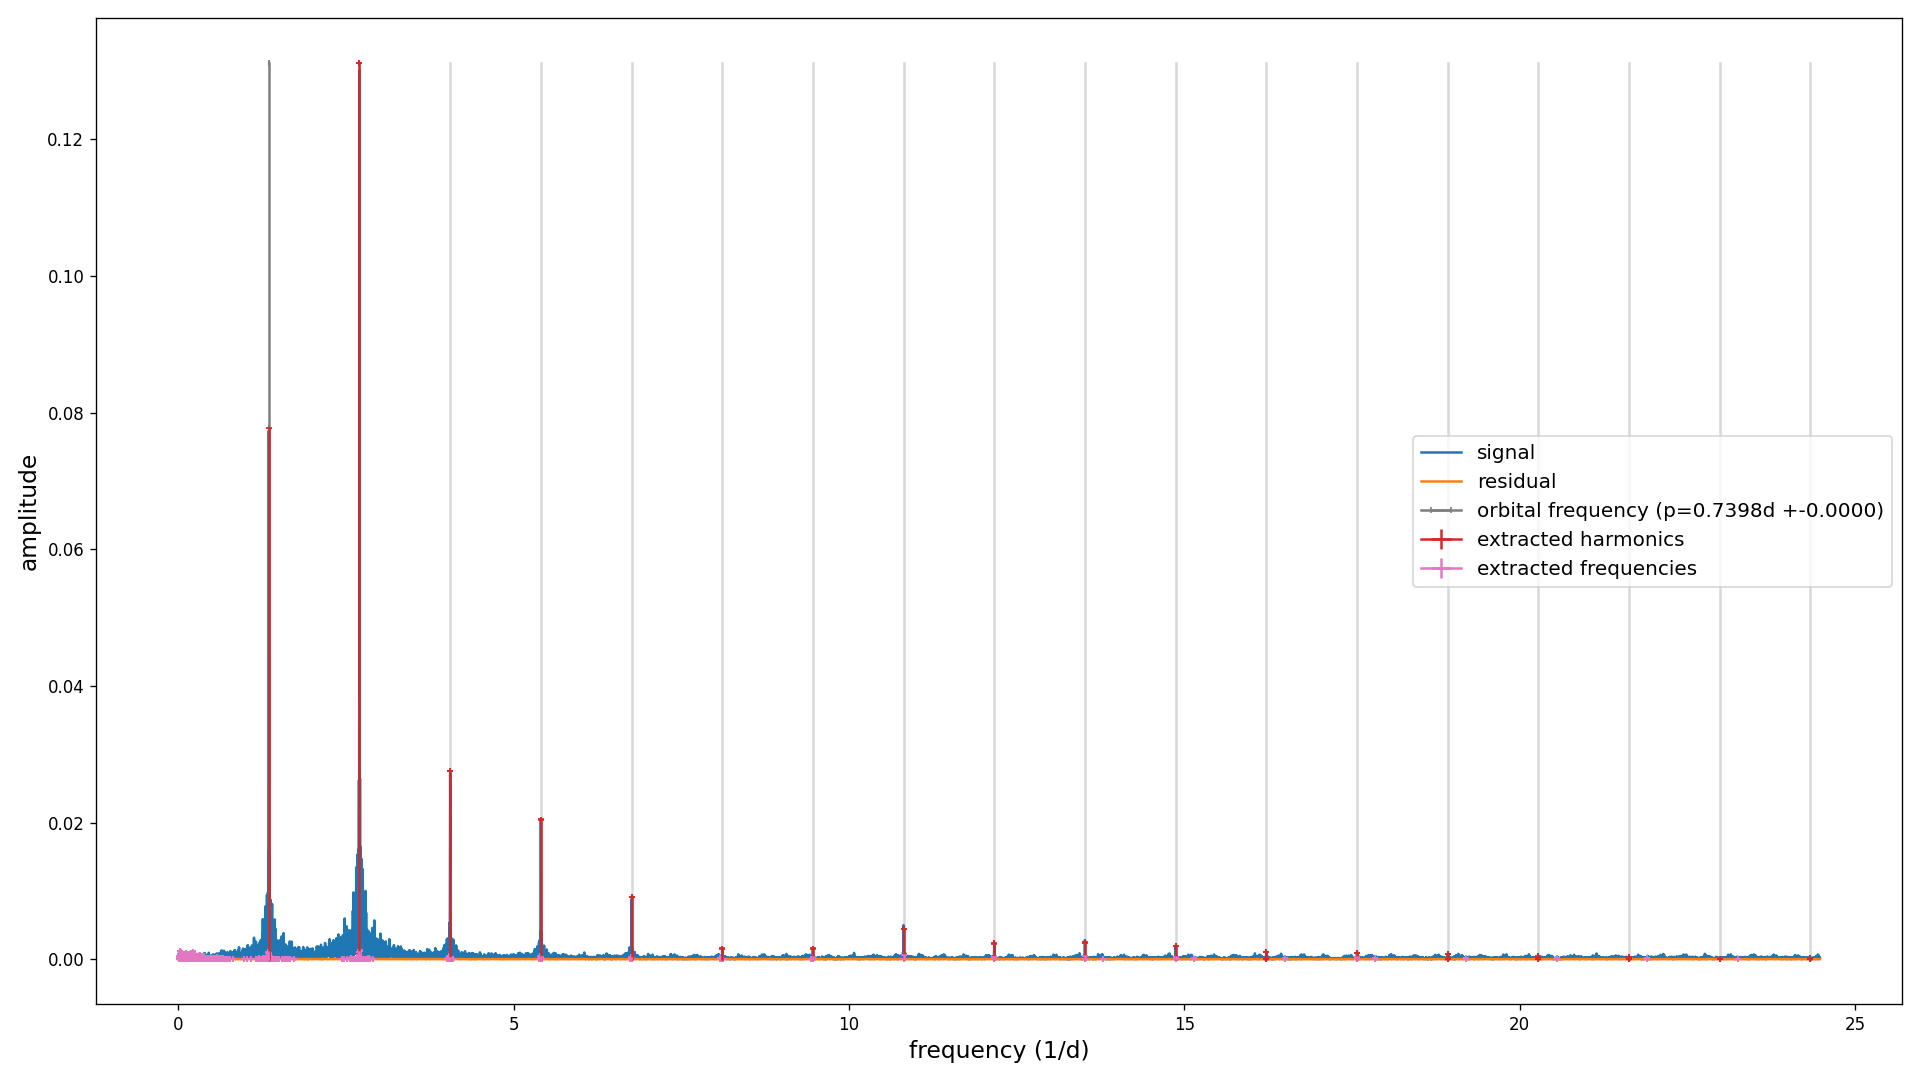 0.12
0.10
0.08
0.06
0.04
0.02
0.00
amplitude
signal
residual
orbital frequency (p=0.7398d +-0.0000)
extracted harmonics
extracted frequencies
0 5 10 15 20 25
frequency (1/d)